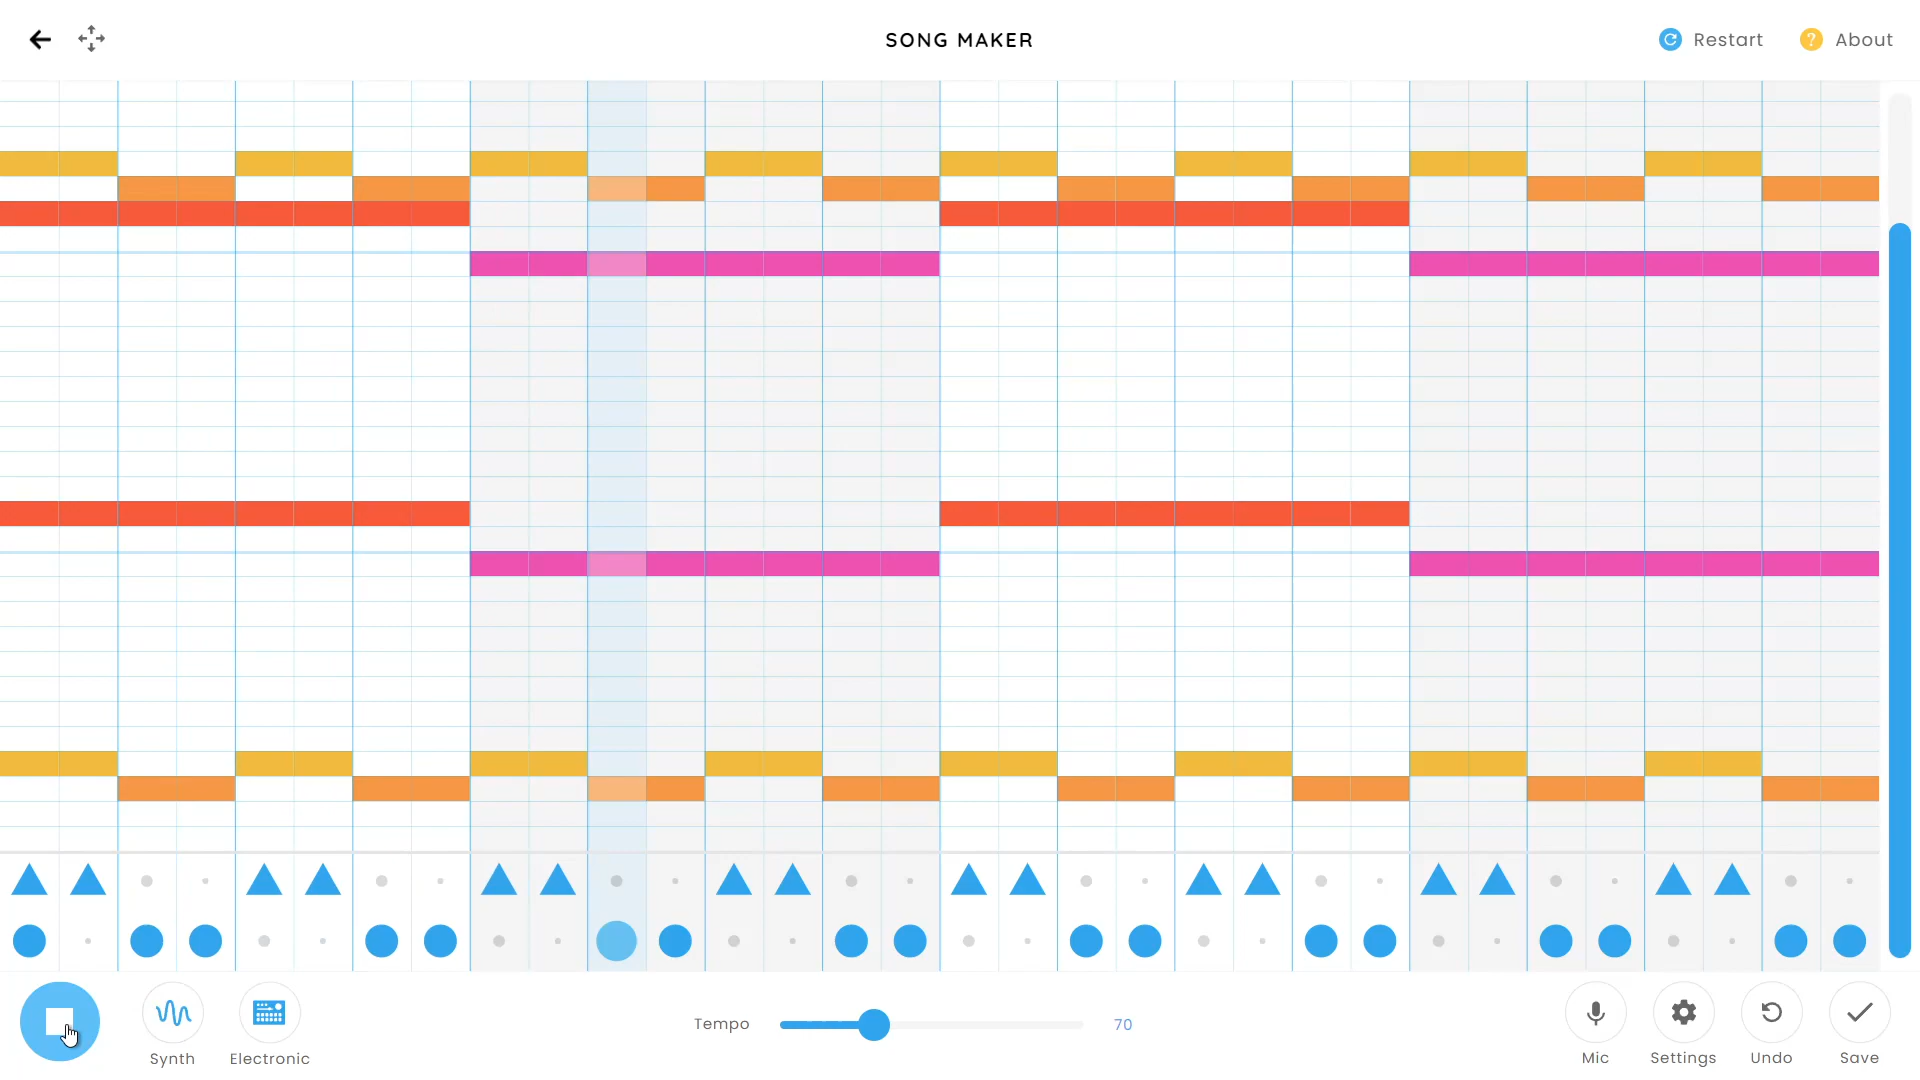 SONG MAKER
Restart
? About
Tempo
70
Synth
Electronic
Mic
Settings
Undo
Save